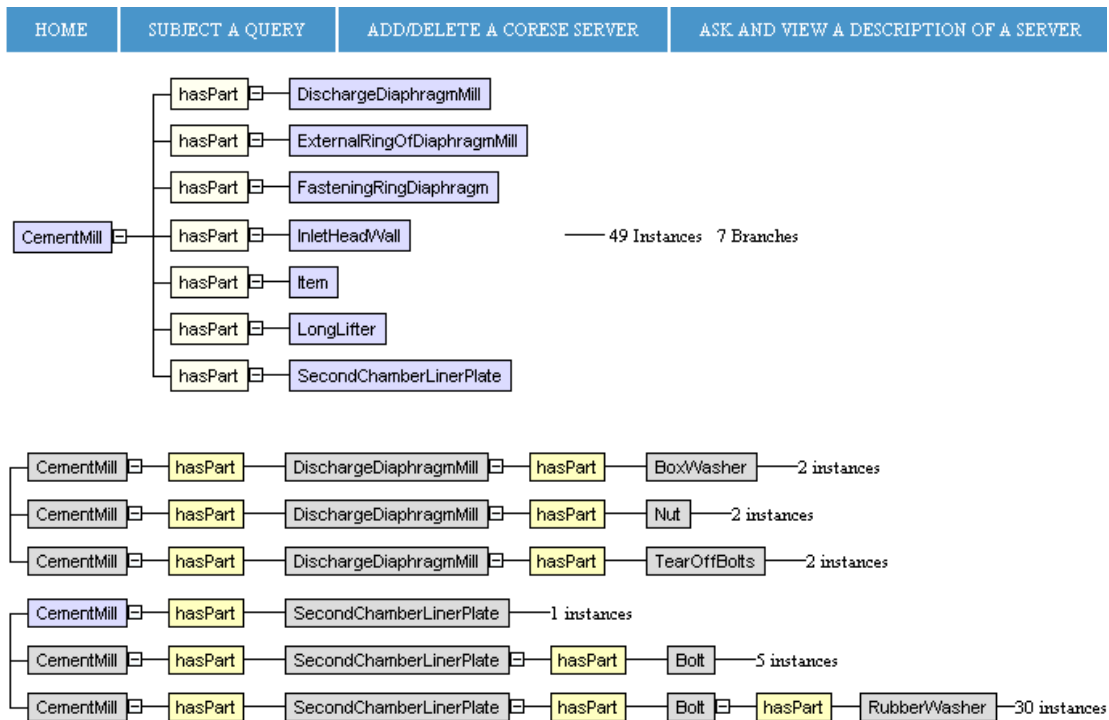 HOME SUBJECT A QUERY ADD/DELETE A CORESE SERVER ASK AND VIEW A DESCRIPTION OF A SERVER
hasPart DischargeDiaphragmMill
hasPart ExternalRingOfDiaphragmMill
hasPart FasteningRingDiaphragm
CementMill hasPart InletHeadWall 49 Instances 7 Branches
hasPart Item
hasPart LongLifter
hasPart SecondChamberLinerPlate
CementMill hasPart DischargeDiaphragmMill hasPart BoxWasher 2 instances
CementMill hasPart DischargeDiaphragmMill hasPart Nut 2 instances
CementMill hasPart DischargeDiaphragmMill hasPart TearOffBolts 2 instances
CementMill hasPart SecondChamberLinerPlate 1 instances
CementMill hasPart SecondChamberLinerPlate hasPart Bolt 5 instances
CementMill hasPart SecondChamberLinerPlate hasPart Bolt hasPart RubberWasher 30 instances